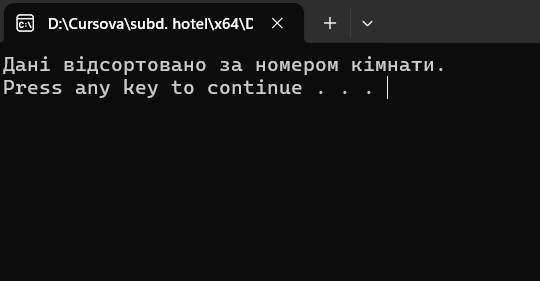 D:\Cursova\subd. hotel\x64\D
Дані відсортовано за номером кімнати.
Press any key to continue . . .